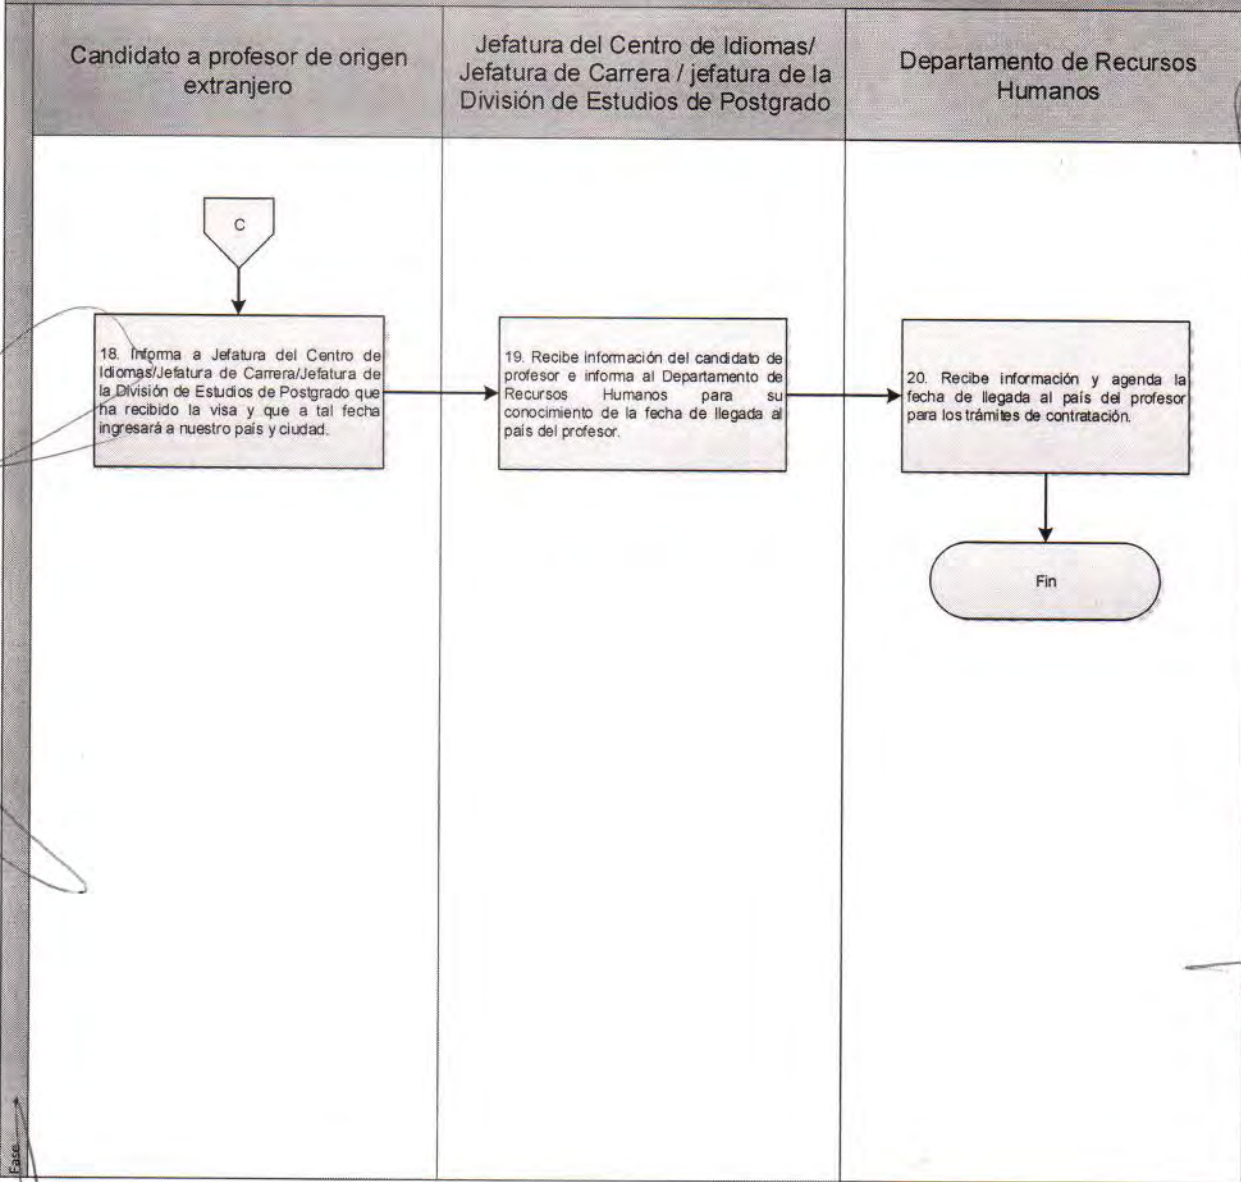 Candidato a profesor de origen
extranjero
Jefatura del Centro de Idiomas/
Jefatura de Carrera / jefatura de la
División de Estudios de Postgrado
Departamento de Recursos
Humanos
C
18. Informa a Jefatura del Centro de
Idiomas/Jefatura de Carrera/Jefatura de
la División de Estudios de Postgrado que
ha recibido la visa y que a tal fecha
ingresará a nuestro país y ciudad.
19. Recibe información del candidato de
profesor e informa al Departamento de
Recursos Humanos para su
conocimiento de la fecha de llegada al
país del profesor.
20. Recibe información y agenda la
fecha de llegada al país del profesor
para los trámites de contratación.
Fin
Fase